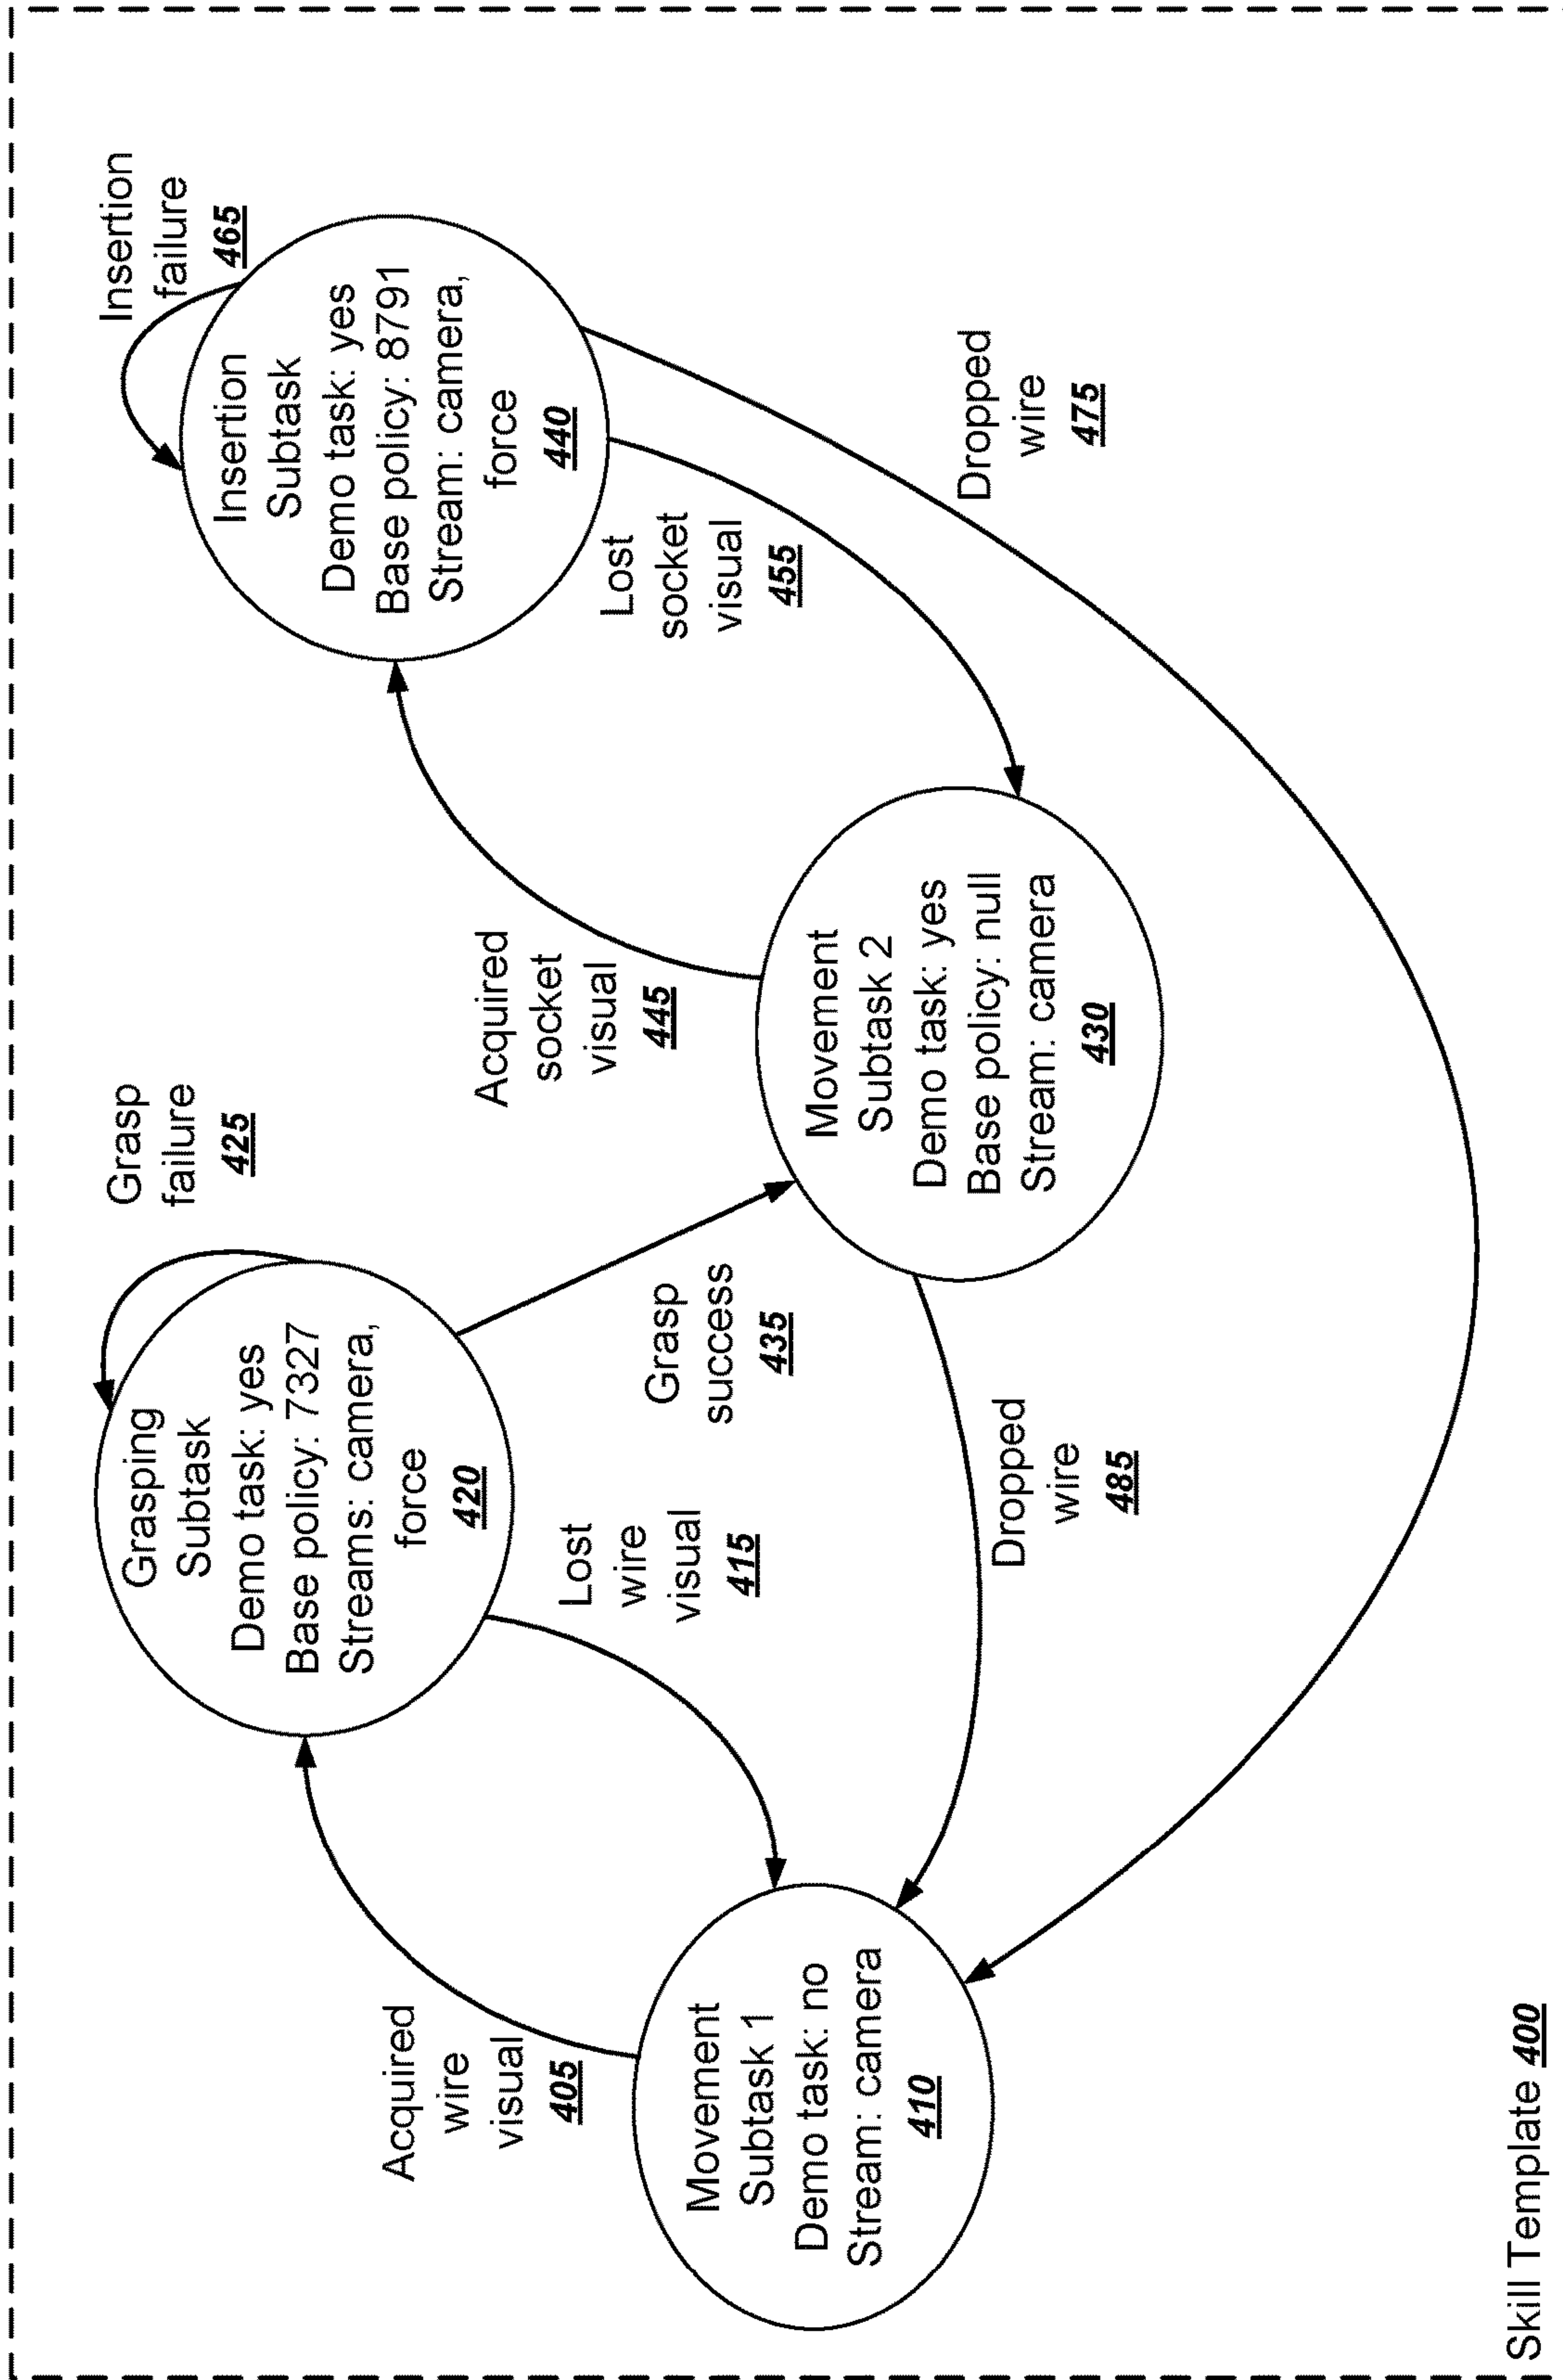 Grasp
failure
425
Insertion
failure
465
Grasping
Subtask
Demo task: yes
Base policy: 7327
Streams: camera,
force
420
Insertion
Subtask
Demo task: yes
Base policy: 8791
Stream: camera,
force
440
Acquired
wire
visual
405
Lost
wire
visual
415
Grasp
success
435
Acquired
socket
visual
445
Lost
socket
visual
455
Movement
Subtask 1
Demo task: no
Stream: camera
410
Movement
Subtask 2
Demo task: yes
Base policy: null
Stream: camera
430
Dropped
wire
485
Dropped
wire
475
Skill Template 400